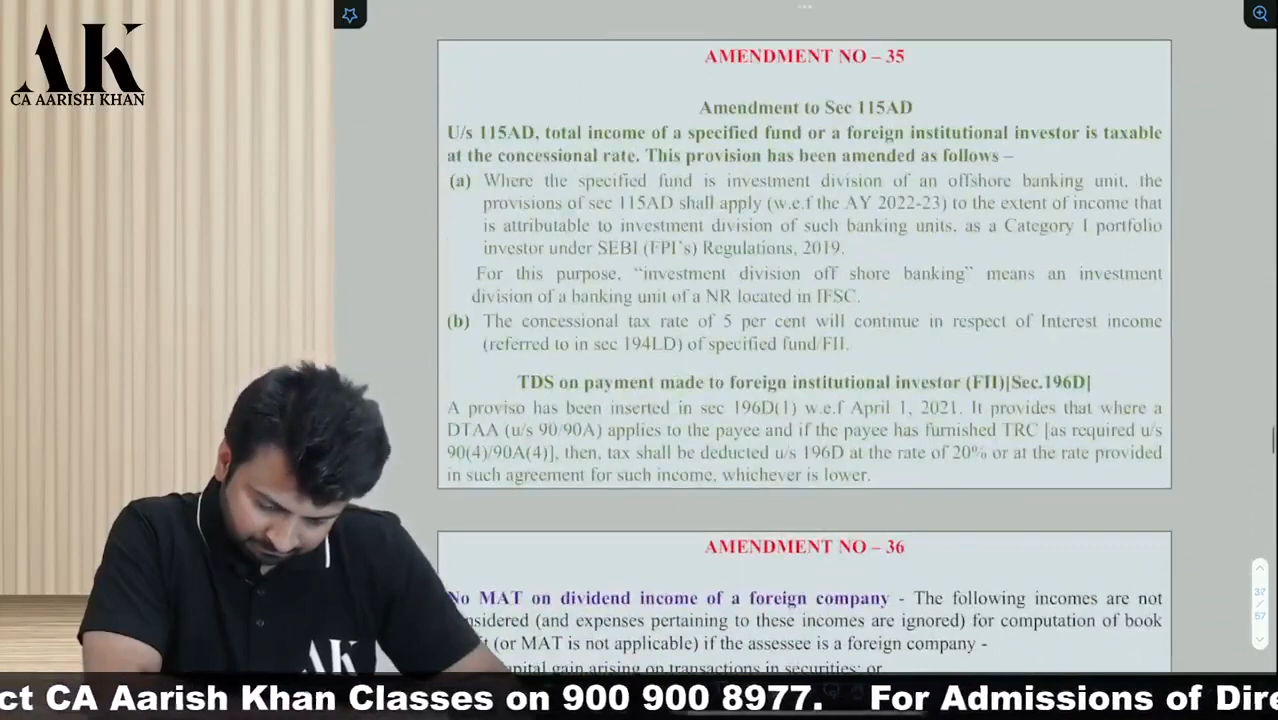 AK
CA AARISH KHAN
AMENDMENT NO – 35
Amendment to Sec 115AD
U/s 115AD, total income of a specified fund or a foreign institutional investor is taxable
at the concessional rate. This provision has been amended as follows –
(a) Where the specified fund is investment division of an offshore banking unit, the
provisions of sec 115AD shall apply (w.e.f the AY 2022-23) to the extent of income that
is attributable to investment division of such banking units, as a Category I portfolio
investor under SEBI (FPI's) Regulations, 2019.
For this purpose, “investment division off shore banking” means an investment
division of a banking unit of a NR located in IFSC.
(b) The concessional tax rate of 5 per cent will continue in respect of Interest income
(referred to in sec 194LD) of specified fund/FII.
TDS on payment made to foreign institutional investor (FII)|Sec.196D|
A proviso has been inserted in sec 196D(1) w.e.f April 1, 2021. It provides that where a
DTAA (u/s 90/90A) applies to the payee and if the payee has furnished TRC [as required u/s
90(4)/90A(4)], then, tax shall be deducted u/s 196D at the rate of 20% or at the rate provided
in such agreement for such income, whichever is lower.
AMENDMENT NO – 36
No MAT on dividend income of a foreign company - The following incomes are not
(and expenses pertaining to these incomes are ignored) for computation of book
(or MAT is not applicable) if the assessee is a foreign company -
capital gain arising on transactions in securities; or
37
/
57
AK
ct CA Aarish Khan Classes on 900 900 8977. For Admissions of Dire